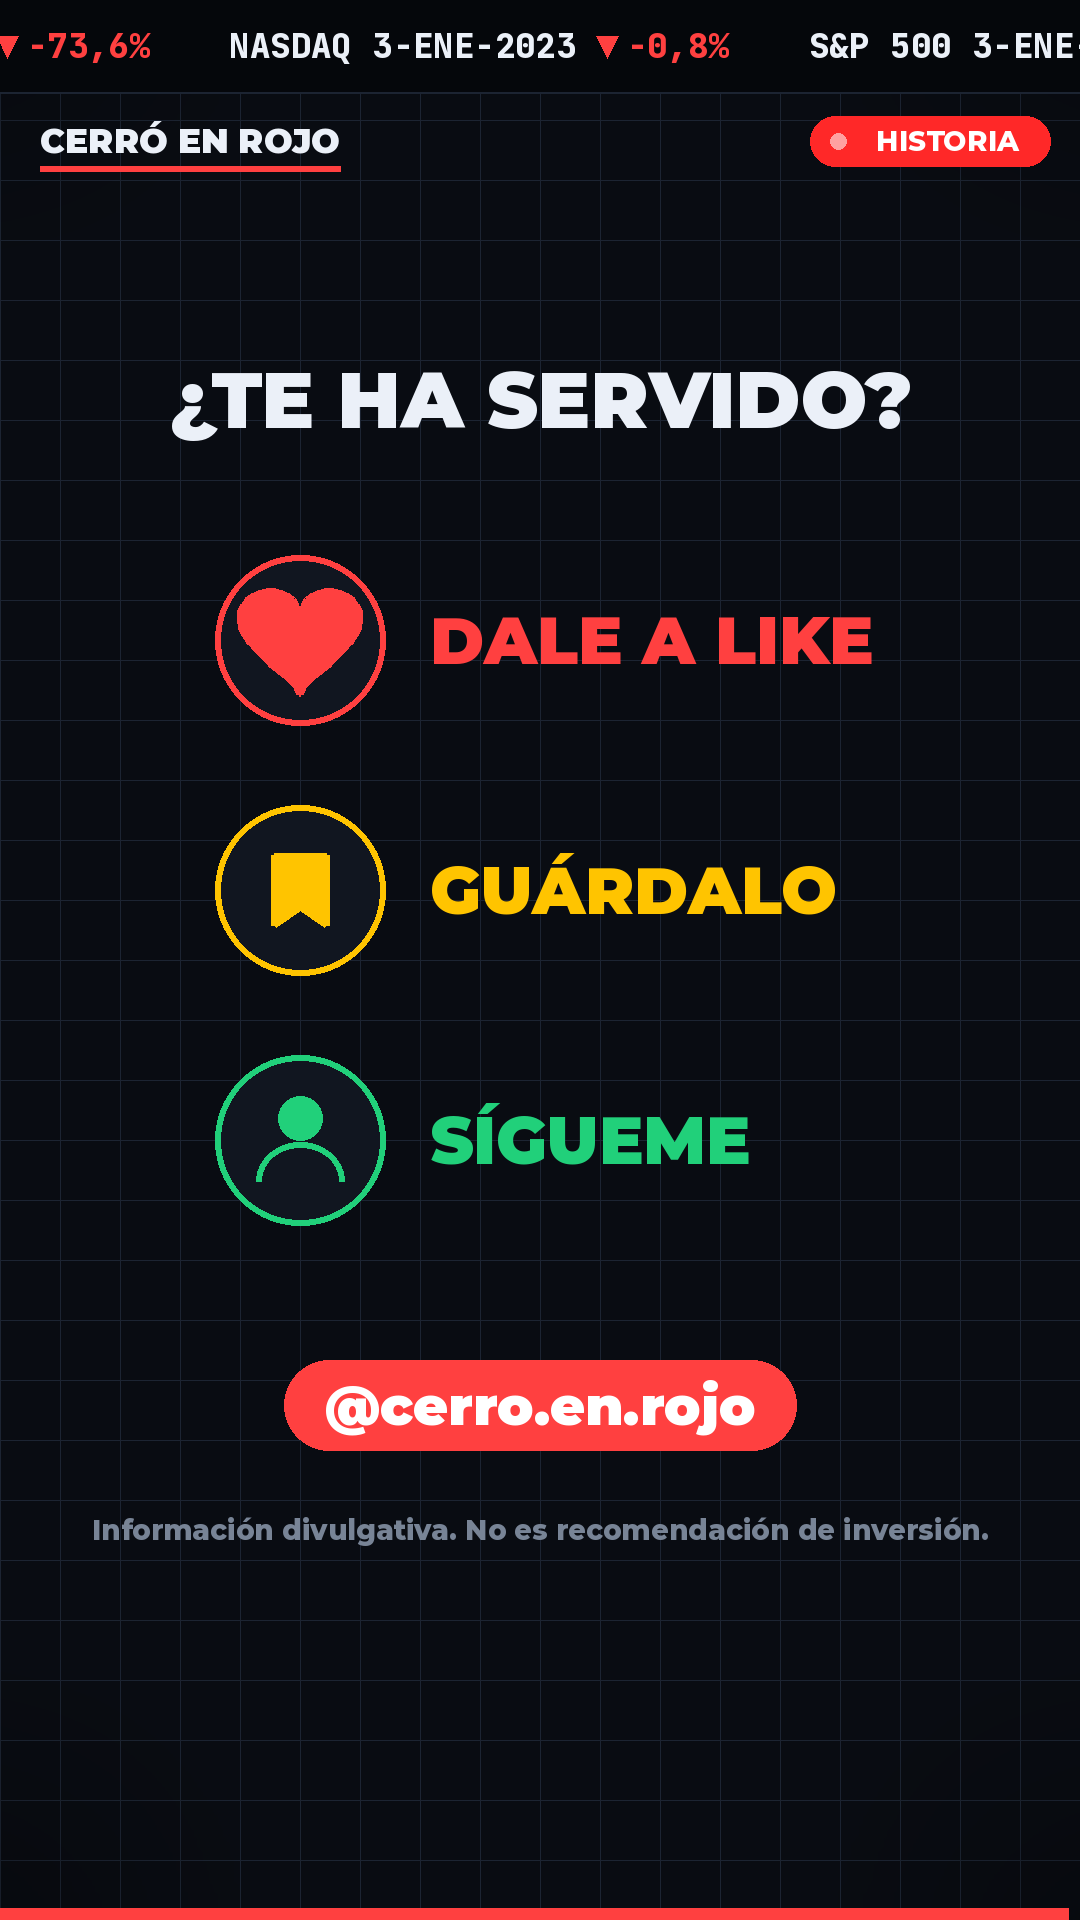 ▼ -73,6% NASDAQ 3-ENE-2023 ▼ -0,8% S&P 500 3-ENE-
CERRÓ EN ROJO
HISTORIA
¿TE HA SERVIDO?
DALE A LIKE
GUÁRDALO
SÍGUEME
@cerro.en.rojo
Información divulgativa. No es recomendación de inversión.